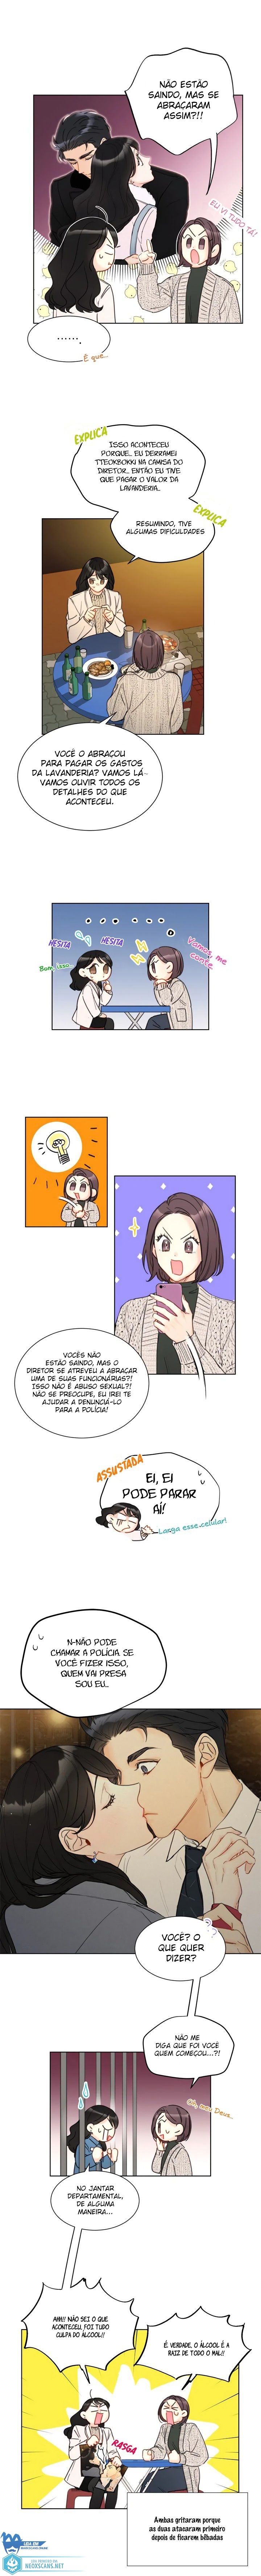 NÃO ESTÃO
SAINDO, MAS SE
ABRAÇARAM
ASSIM?!!
EU VI TUDO TÁ!
.......
É que...
EXPLICA
ISSO ACONTECEU
PORQUE... EU DERRAMEI
TTEOKBOKKI NA CAMISA DO
DIRETOR... ENTÃO EU TIVE
QUE PAGAR O VALOR DA
LAVANDERIA...
EXPLICA
RESUMINDO, TIVE
ALGUMAS DIFICULDADES
VOCÊ O ABRAÇOU
PARA PAGAR OS GASTOS
DA LAVANDERIA? VAMOS LÁ~
VAMOS OUVIR TODOS OS
DETALHES DO QUE
ACONTECEU.
HESITA
HESITA
Bom, isso...
Vamos, me
conte
VOCÊS NÃO
ESTÃO SAINDO, MAS O
DIRETOR SE ATREVEU A ABRAÇAR
UMA DE SUAS FUNCIONÁRIAS?!
ISSO NÃO É ABUSO SEXUAL?!
NÃO SE PREOCUPE, EU IREI TE
AJUDAR A DENUNCIÁ-LO
PARA A POLÍCIA!
ASSUSTADA
EI, EI
PODE PARAR
AÍ!
Larga esse celular!
N-NÃO PODE
CHAMAR A POLÍCIA. SE
VOCÊ FIZER ISSO,
QUEM VAI PRESA
SOU EU...
VOCÊ? O
QUE QUER
DIZER?
NÃO ME
DIGA QUE FOI VOCÊ
QUEM COMEÇOU...?!
Oh, meu Deus...
NO JANTAR
DEPARTAMENTAL,
DE ALGUMA
MANEIRA...
AHH!! NÃO SEI O QUE
ACONTECEU, FOI TUDO
CULPA DO ÁLCOOL!!
É VERDADE, O ÁLCOOL É A
RAIZ DE TODO O MAL!!
RASGA
Ambas gritaram porque
as duas atacaram primeiro
depois de ficarem bêbadas
LEIA EM
NEOXSCANS.NET